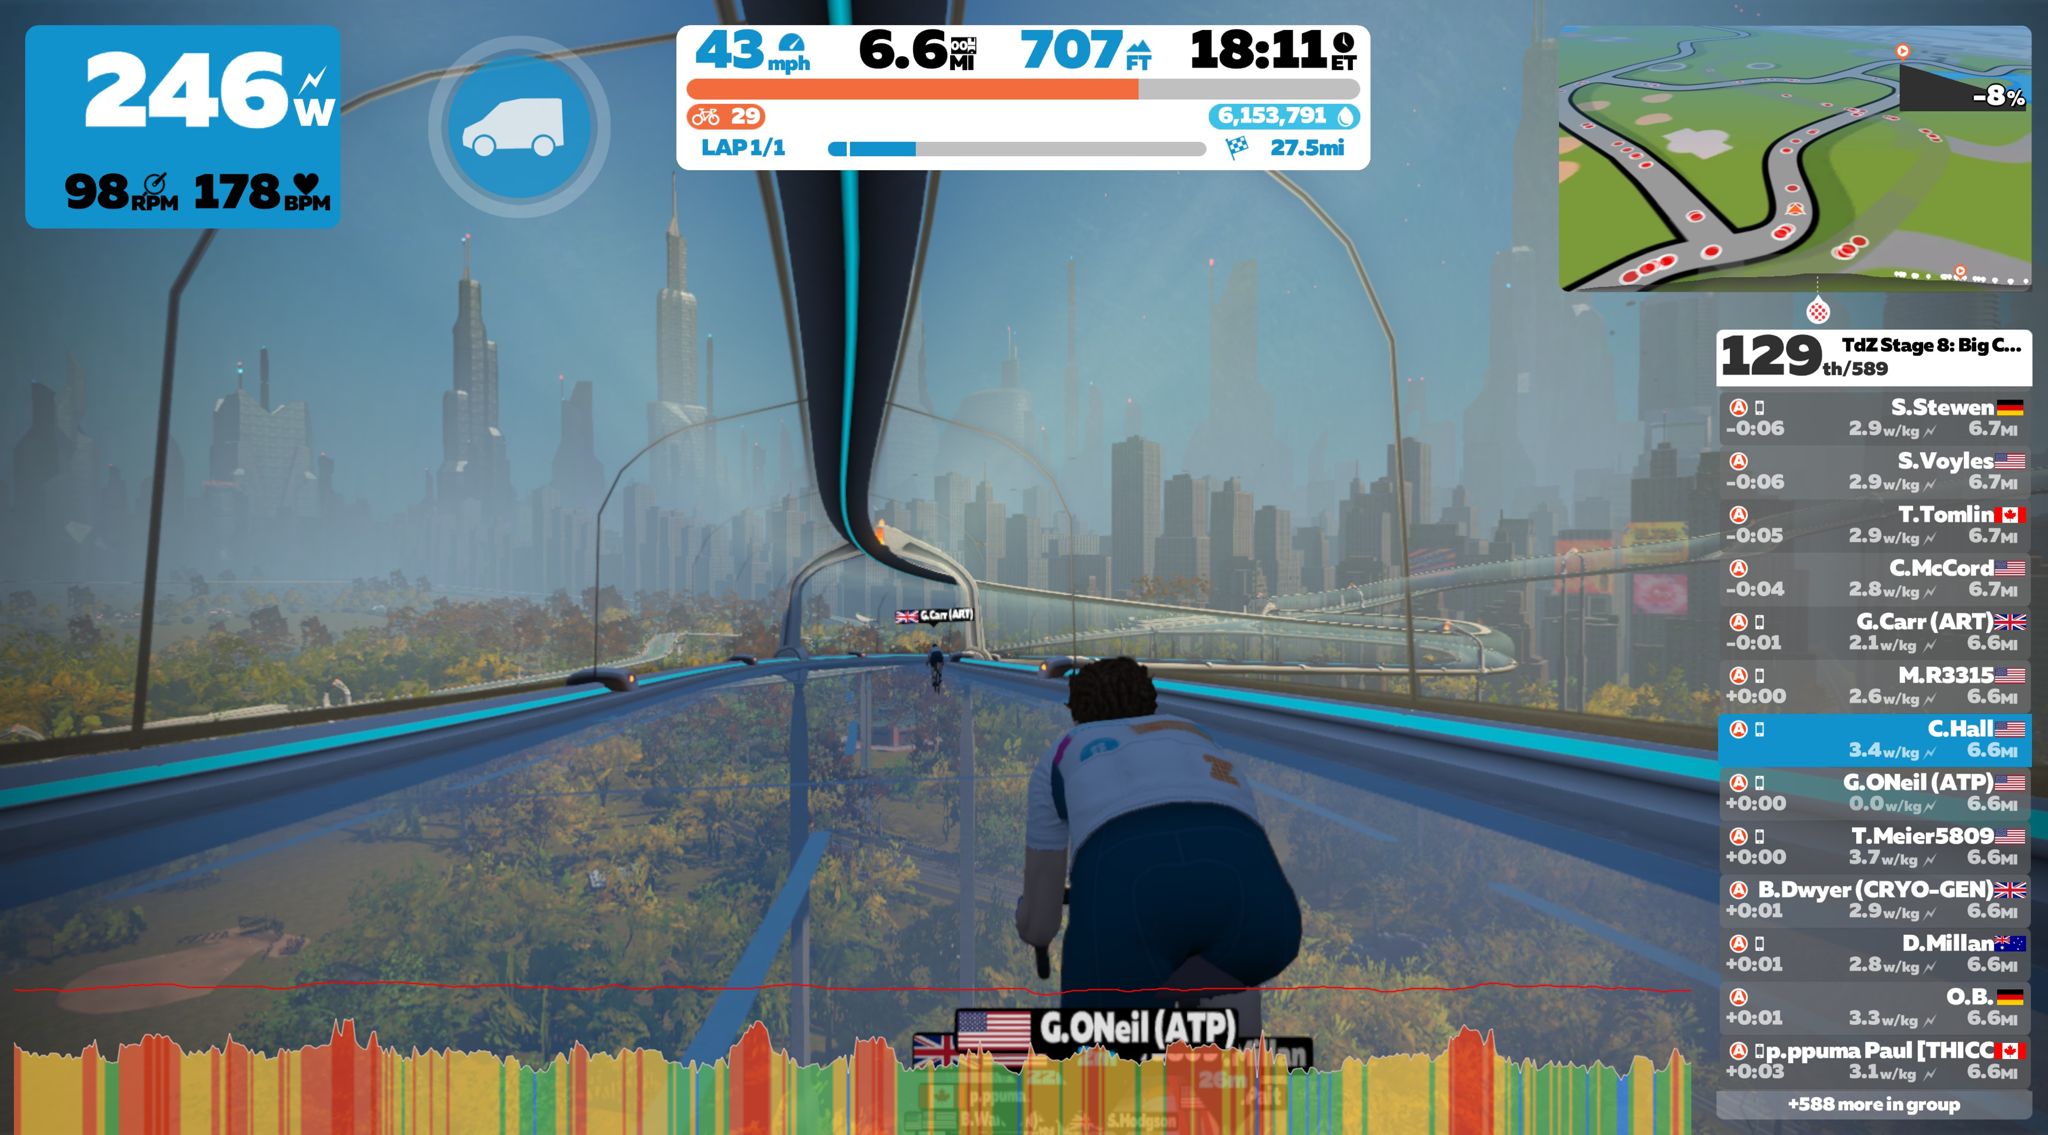 246 W
98 RPM 178 BPM
43 mph 6.6 MI 707 FT 18:11 ET
29 6,153,791
LAP 1/1 27.5mi
-8%
129th/589 TdZ Stage 8: Big C...
A S.Stewen
-0:06 2.9w/kg 6.7MI
A S.Voyles
-0:06 2.9w/kg 6.7MI
A T.Tomlin
-0:05 2.9w/kg 6.7MI
A C.McCord
-0:04 2.8w/kg 6.7MI
A G.Carr (ART)
-0:01 2.1w/kg 6.6MI
A M.R3315
+0:00 2.6w/kg 6.6MI
A C.Hall
3.4w/kg 6.6MI
A G.ONeil (ATP)
+0:00 0.0w/kg 6.6MI
A T.Meier5809
+0:00 3.7w/kg 6.6MI
A B.Dwyer (CRYO-GEN)
+0:01 2.9w/kg 6.6MI
A D.Millan
+0:01 2.8w/kg 6.6MI
A O.B.
+0:01 3.3w/kg 6.6MI
A p.ppuma Paul [THICC
+0:03 3.1w/kg 6.6MI
+588 more in group
G.Carr (ART)
G.ONeil (ATP)
26m
p.ppuma.
S.Hodgson